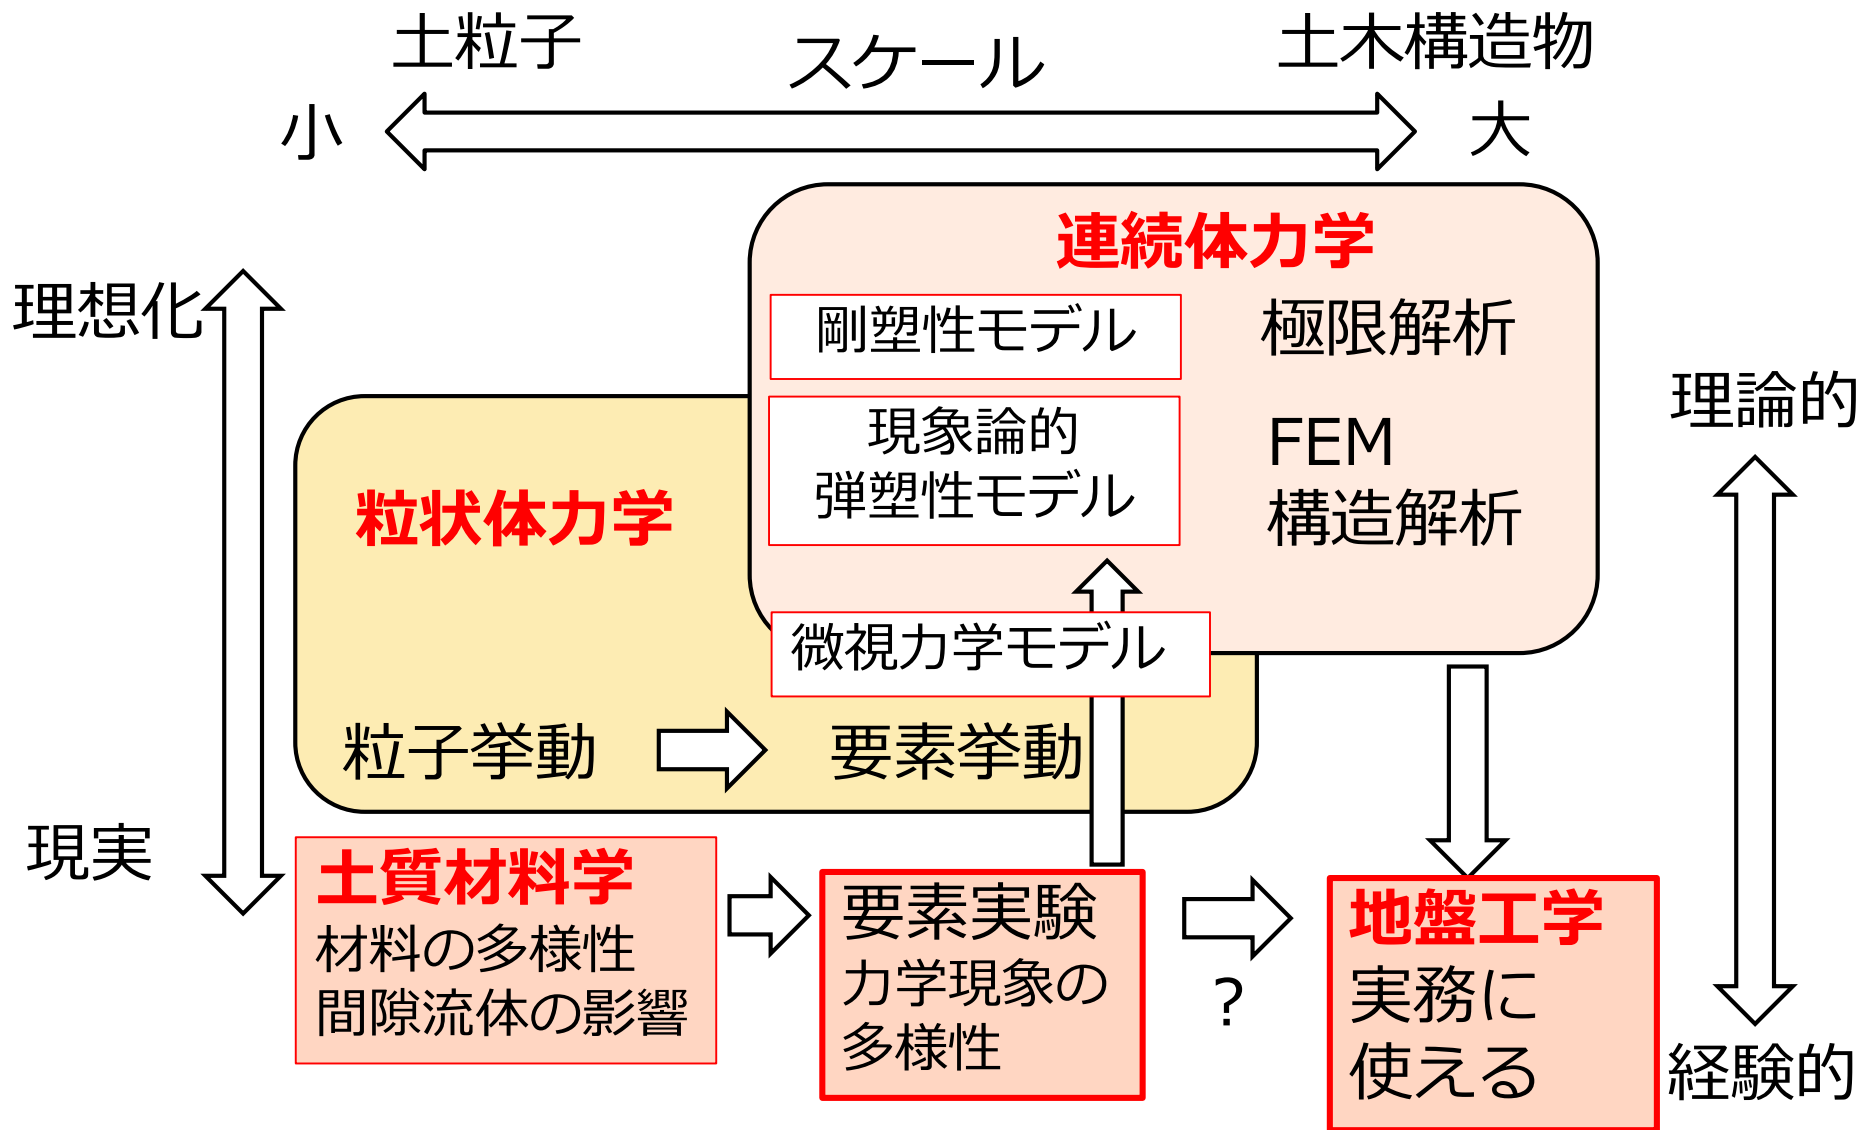 土粒子
スケール
土木構造物
小
大
連続体力学
理想化
剛塑性モデル
極限解析
理論的
現象論的
弾塑性モデル
FEM
構造解析
粒状体力学
微視力学モデル
粒子挙動
要素挙動
現実
土質材料学
材料の多様性
間隙流体の影響
要素実験
力学現象の
多様性
?
地盤工学
実務に
使える
経験的